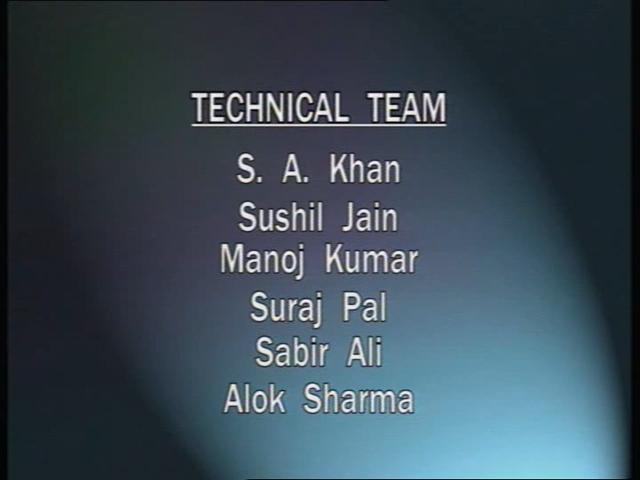 TECHNICAL TEAM
S. A. Khan
Sushil Jain
Manoj Kumar
Suraj Pal
Sabir Ali
Alok Sharma